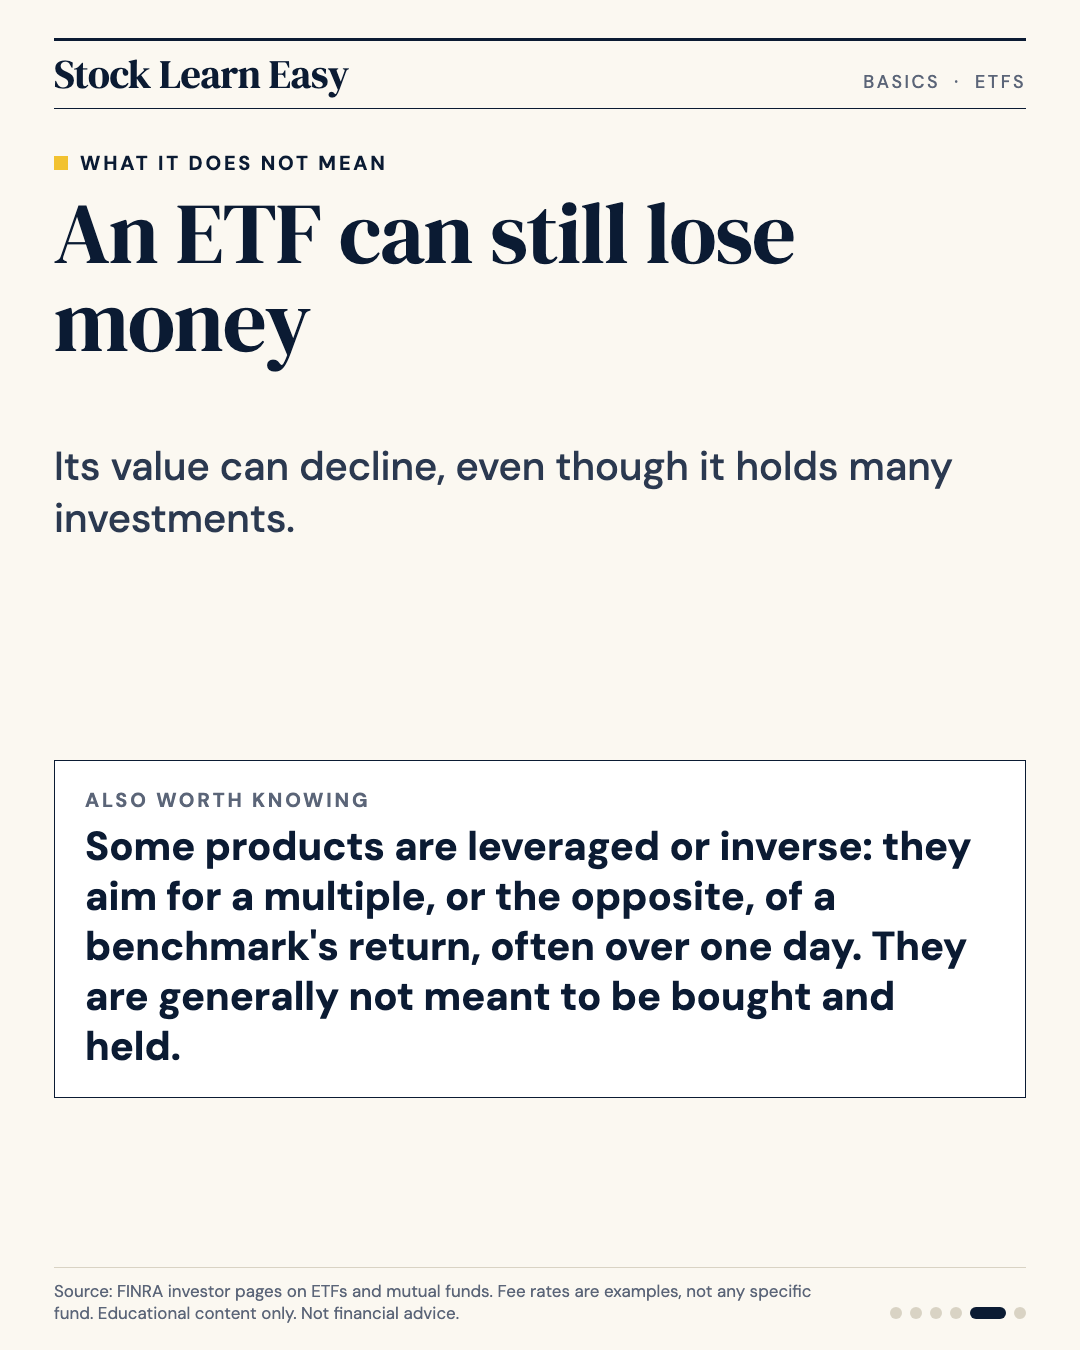 Stock Learn Easy
BASICS · ETFS
WHAT IT DOES NOT MEAN
An ETF can still lose
money
Its value can decline, even though it holds many
investments.
ALSO WORTH KNOWING
Some products are leveraged or inverse: they
aim for a multiple, or the opposite, of a
benchmark's return, often over one day. They
are generally not meant to be bought and
held.
Source: FINRA investor pages on ETFs and mutual funds. Fee rates are examples, not any specific
fund. Educational content only. Not financial advice.